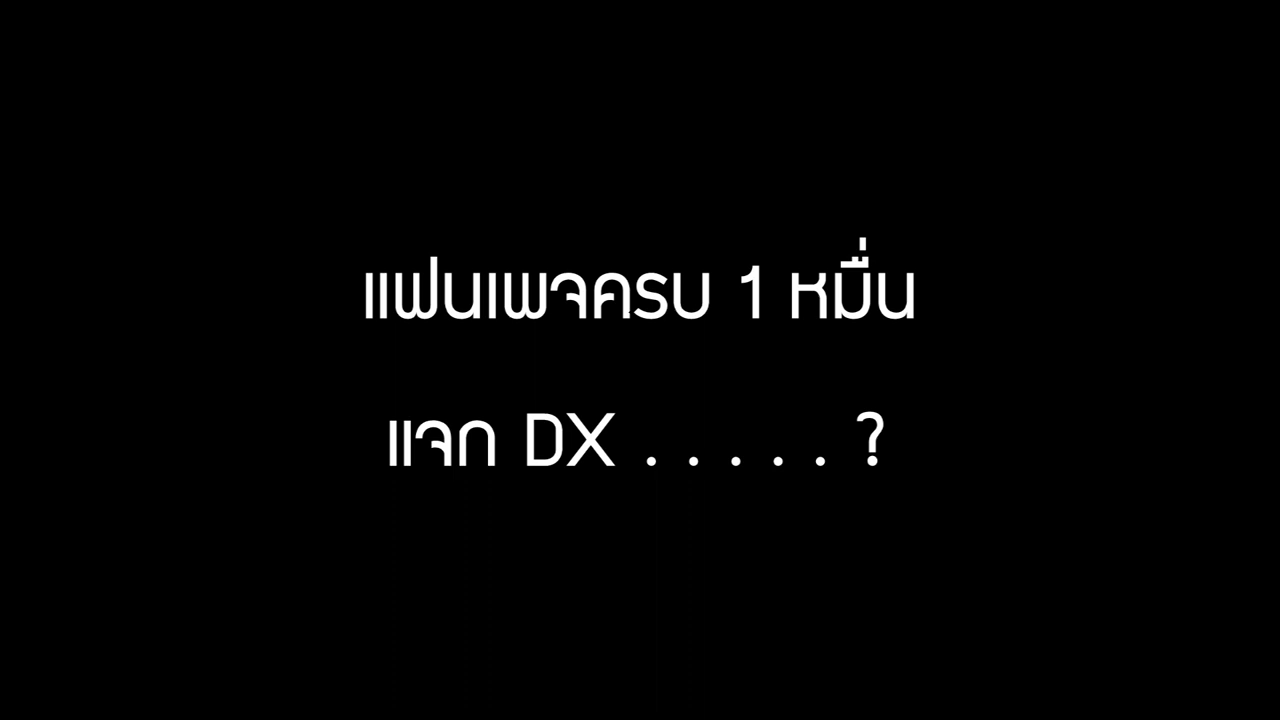 แฟนเพจครบ 1 หมื่น
แจก DX . . . . . ?